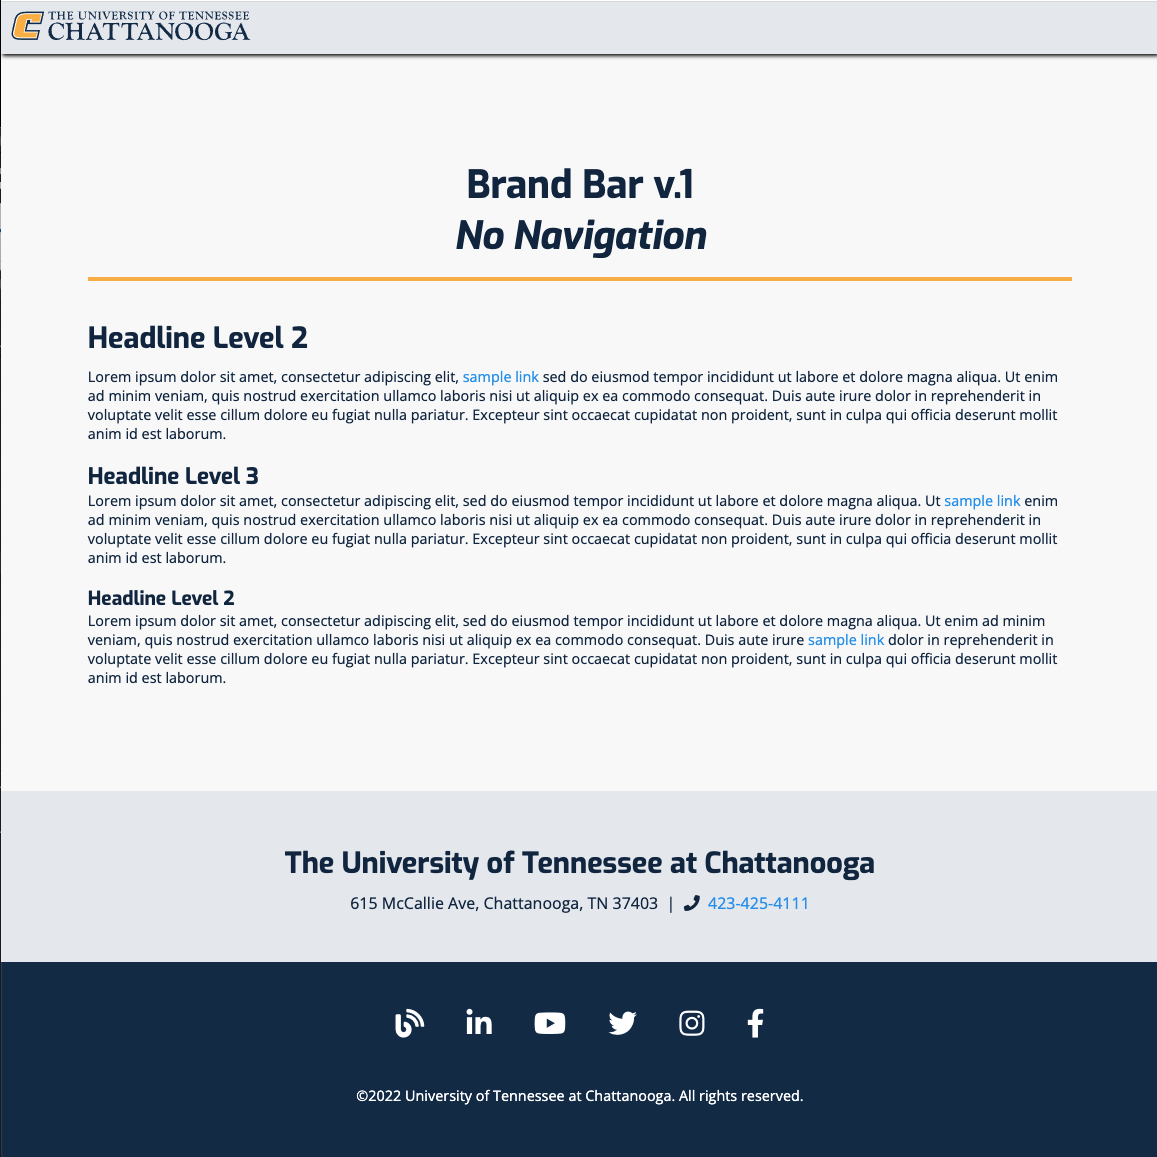 THE UNIVERSITY OF TENNESSEE
CHATTANOOGA
Brand Bar v.1
No Navigation
Headline Level 2
Lorem ipsum dolor sit amet, consectetur adipiscing elit, sample link sed do eiusmod tempor incididunt ut labore et dolore magna aliqua. Ut enim
ad minim veniam, quis nostrud exercitation ullamco laboris nisi ut aliquip ex ea commodo consequat. Duis aute irure dolor in reprehenderit in
voluptate velit esse cillum dolore eu fugiat nulla pariatur. Excepteur sint occaecat cupidatat non proident, sunt in culpa qui officia deserunt mollit
anim id est laborum.
Headline Level 3
Lorem ipsum dolor sit amet, consectetur adipiscing elit, sed do eiusmod tempor incididunt ut labore et dolore magna aliqua. Ut sample link enim
ad minim veniam, quis nostrud exercitation ullamco laboris nisi ut aliquip ex ea commodo consequat. Duis aute irure dolor in reprehenderit in
voluptate velit esse cillum dolore eu fugiat nulla pariatur. Excepteur sint occaecat cupidatat non proident, sunt in culpa qui officia deserunt mollit
anim id est laborum.
Headline Level 2
Lorem ipsum dolor sit amet, consectetur adipiscing elit, sed do eiusmod tempor incididunt ut labore et dolore magna aliqua. Ut enim ad minim
veniam, quis nostrud exercitation ullamco laboris nisi ut aliquip ex ea commodo consequat. Duis aute irure sample link dolor in reprehenderit in
voluptate velit esse cillum dolore eu fugiat nulla pariatur. Excepteur sint occaecat cupidatat non proident, sunt in culpa qui officia deserunt mollit
anim id est laborum.
The University of Tennessee at Chattanooga
615 McCallie Ave, Chattanooga, TN 37403 | 423-425-4111
©2022 University of Tennessee at Chattanooga. All rights reserved.